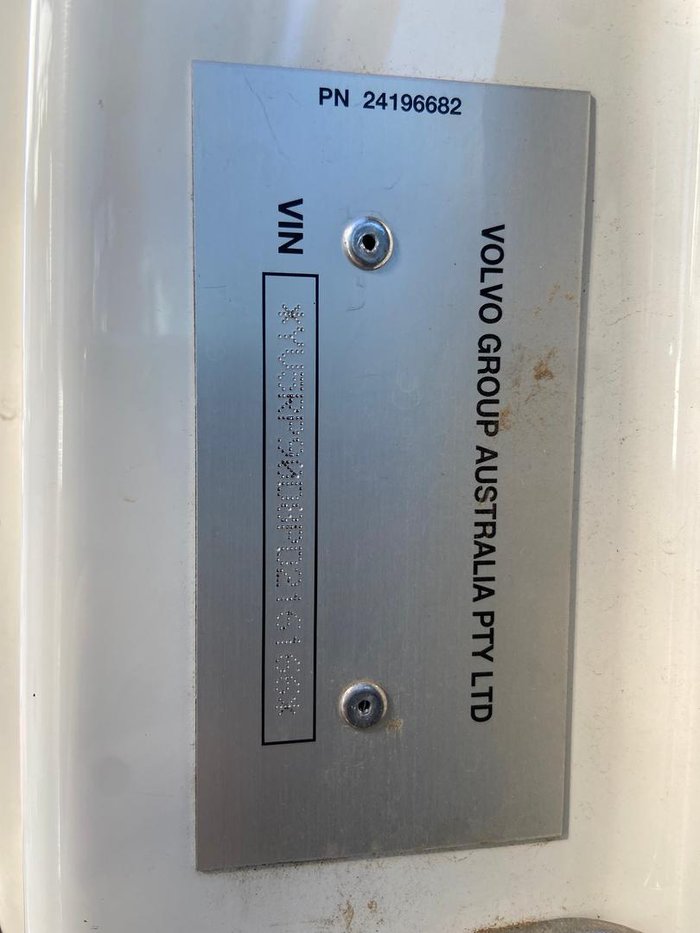 PN 24196682
VOLVO GROUP AUSTRALIA PTY LTD
VIN